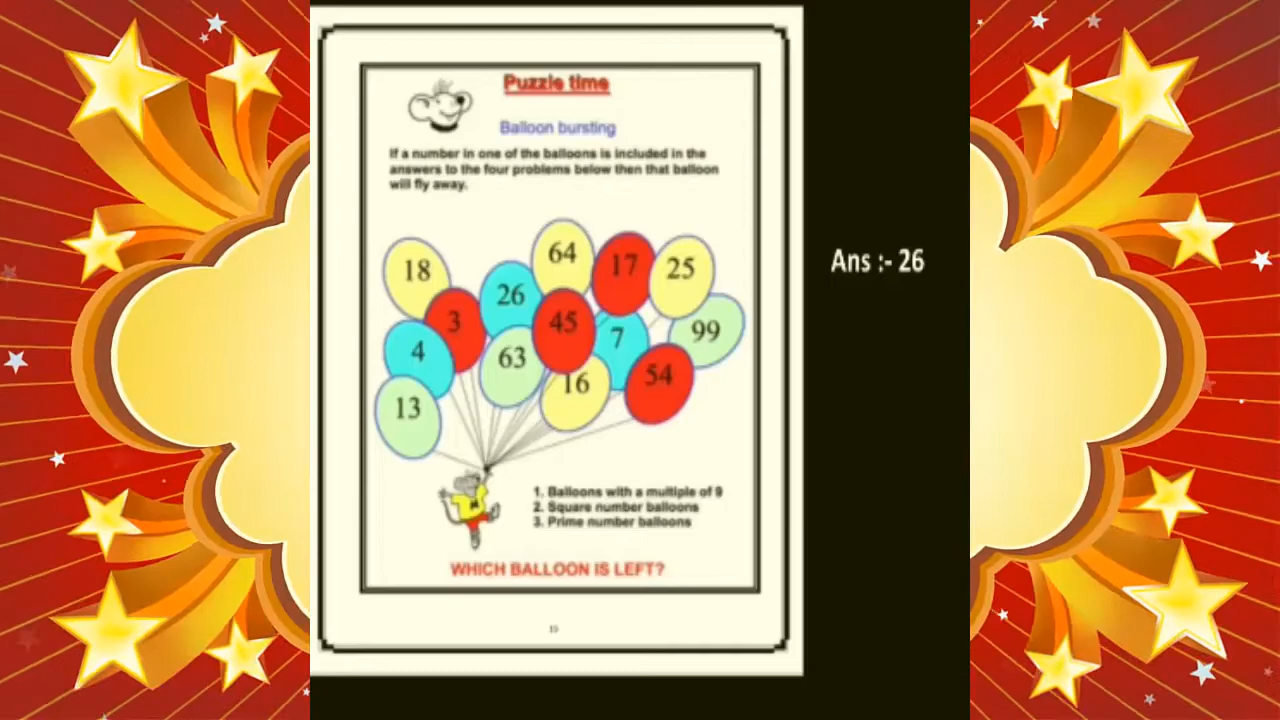 Puzzle time
Balloon bursting
If a number in one of the balloons is included in the
answers to the four problems below then that balloon
will fly away.
64
17
25
18
26
3
45
7
99
4
63
54
16
13
1. Balloons with a multiple of 9
2. Square number balloons
3. Prime number balloons
WHICH BALLOON IS LEFT?
Ans :- 26